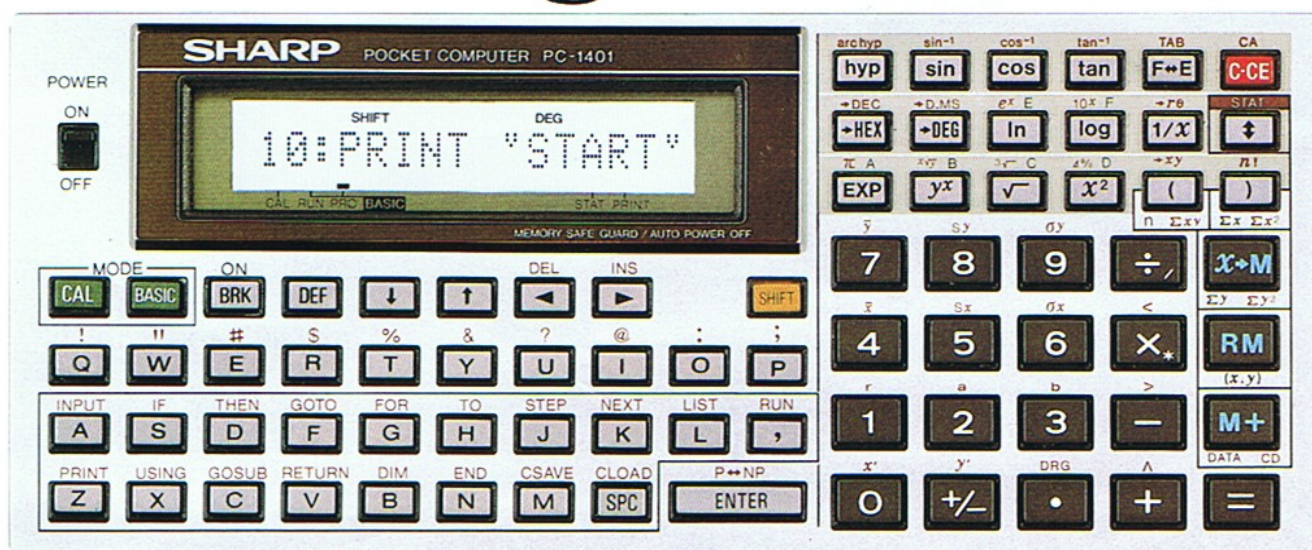 SHARP POCKET COMPUTER PC-1401
POWER
ON
OFF
SHIFT DEG
10:PRINT "START"
CAL RUN PRO BASIC STAT PRINT
MEMORY SAFE GUARD / AUTO POWER OFF
MODE ON DEL INS
CAL BASIC BRK DEF ↓ ↑ ◄ ► SHIFT
! " # $ % & ? @ : ;
Q W E R T Y U I O P
INPUT IF THEN GOTO FOR TO STEP NEXT LIST RUN
A S D F G H J K L ,
PRINT USING GOSUB RETURN DIM END CSAVE CLOAD P↔NP
Z X C V B N M SPC ENTER
arc hyp sin⁻¹ cos⁻¹ tan⁻¹ TAB CA
hyp sin cos tan F↔E C·CE
→DEC →D.MS eˣ E 10ˣ F →rθ STAT
→HEX →DEG ln log 1/x ↕
π A ˣ√y B ³√ C Δ% D →xy n!
EXP yˣ √ x² ( )
n Σxy Σx Σx²
ȳ sy σy
7 8 9 ÷/ x→M
Σy Σy²
x̄ sx σx <
4 5 6 ×* RM
(x,y)
r a b >
1 2 3 − M+
DATA CD
x' y' DRG ∧
0 +/− • + =